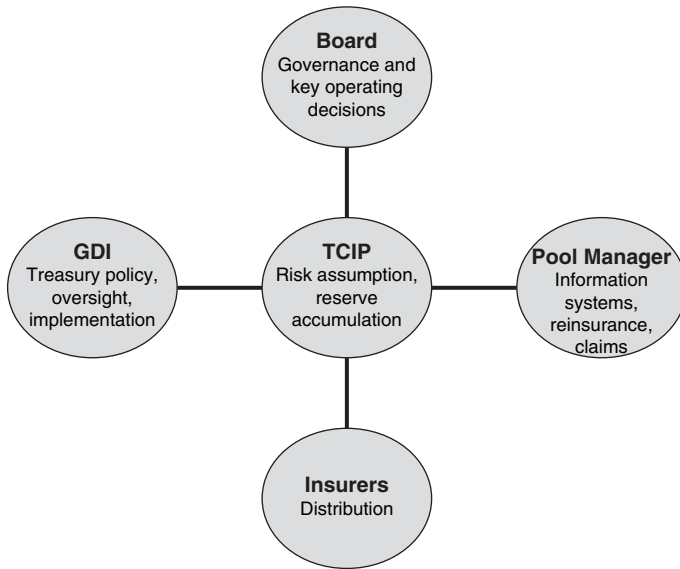 Board
Governance and
key operating
decisions
GDI
Treasury policy,
oversight,
implementation
TCIP
Risk assumption,
reserve
accumulation
Pool Manager
Information
systems,
reinsurance,
claims
Insurers
Distribution